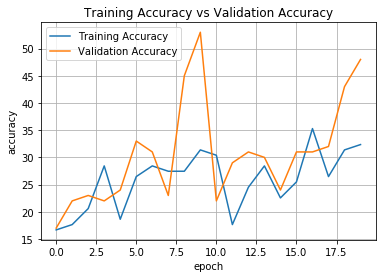 Training Accuracy vs Validation Accuracy
Training Accuracy
Validation Accuracy
accuracy
55
50
45
40
35
30
25
20
15
0.0 2.5 5.0 7.5 10.0 12.5 15.0 17.5
epoch